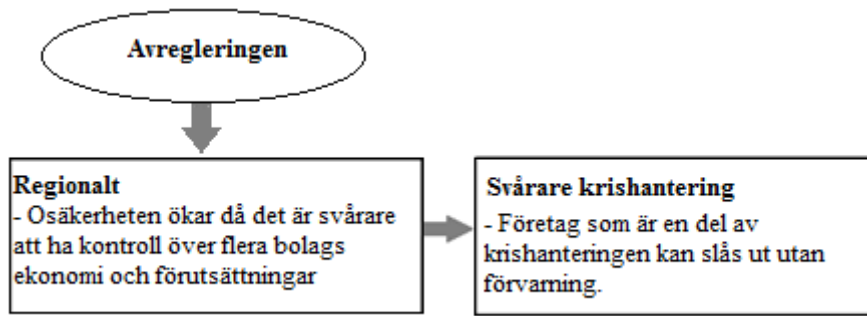 Avregleringen
Regionalt
- Osäkerheten ökar då det är svårare
att ha kontroll över flera bolags
ekonomi och förutsättningar
Svårare krishantering
- Företag som är en del av
krishanteringen kan slås ut utan
förvarning.